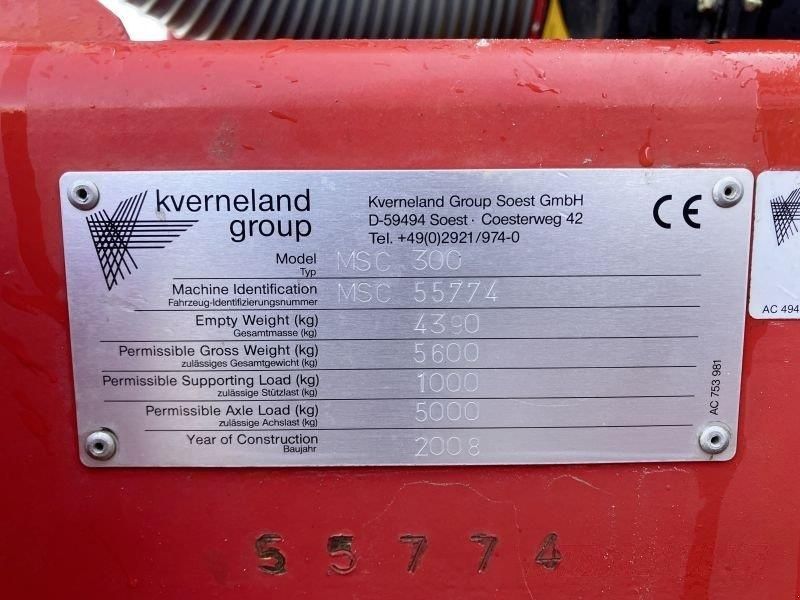 kverneland
group
Kverneland Group Soest GmbH
D-59494 Soest · Coesterweg 42
Tel. +49(0)2921/974-0
CE
Model MSC 300
Typ
Machine Identification MSC 55774
Fahrzeug-Identifizierungsnummer
Empty Weight (kg) 4390
Gesamtmasse (kg)
Permissible Gross Weight (kg) 5600
zulässiges Gesamtgewicht (kg)
Permissible Supporting Load (kg) 1000
zulässige Stützlast (kg)
Permissible Axle Load (kg) 5000
zulässige Achslast (kg)
Year of Construction 2008
Baujahr
AC 753 981
AC 494
55774